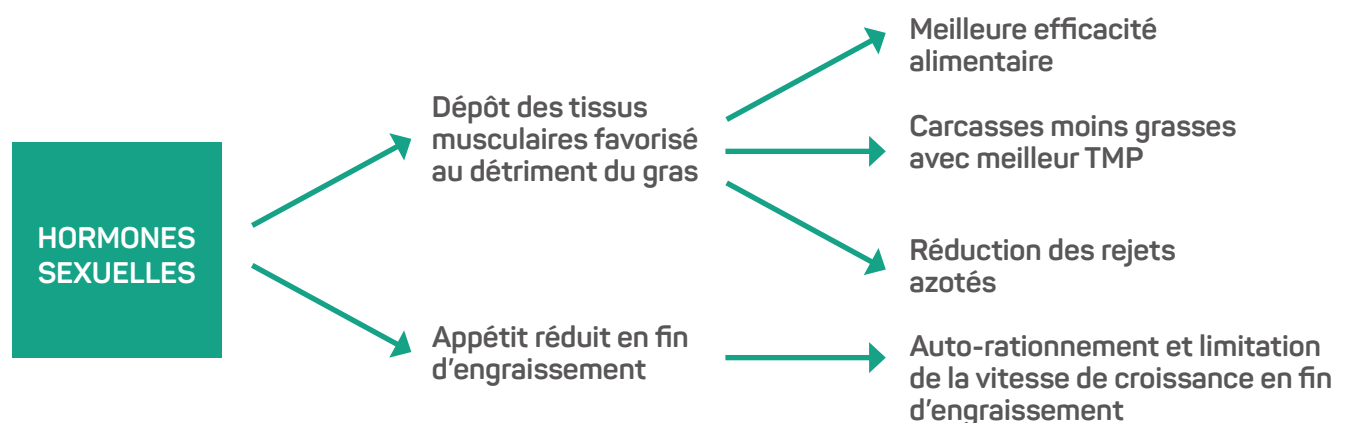 HORMONES
SEXUELLES
Dépôt des tissus
musculaires favorisé
au détriment du gras
Meilleure efficacité
alimentaire
Carcasses moins grasses
avec meilleur TMP
Réduction des rejets
azotés
Appétit réduit en fin
d'engraissement
Auto-rationnement et limitation
de la vitesse de croissance en fin
d'engraissement